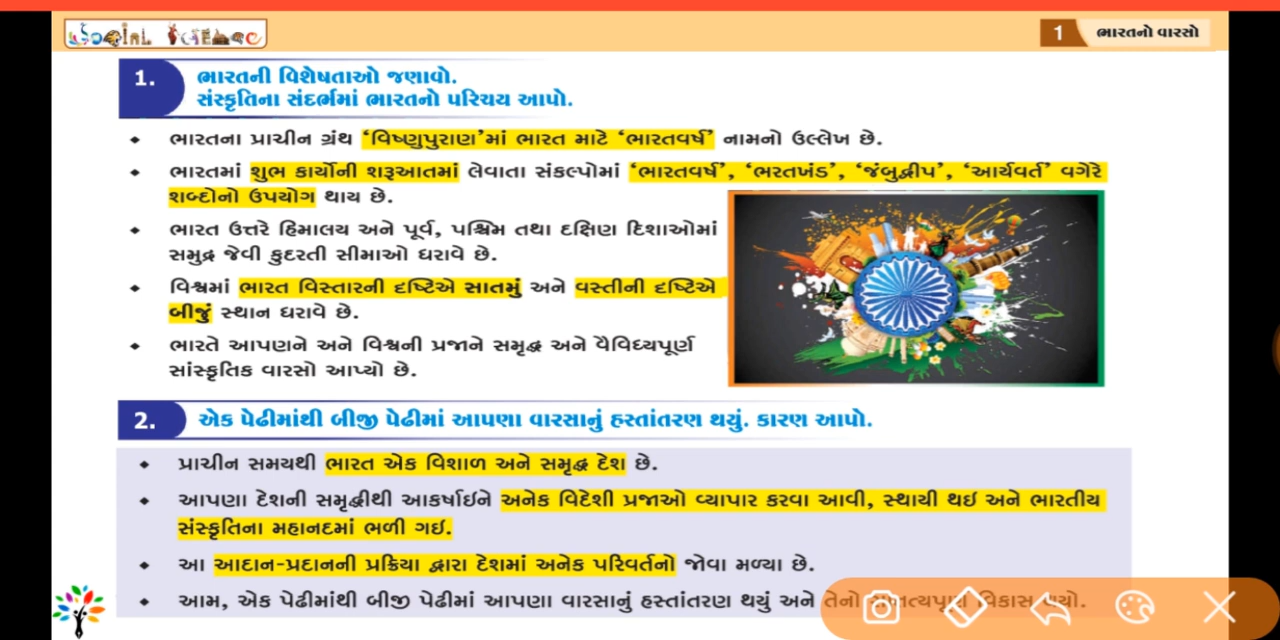 Social Science
1 ભારતનો વારસો
1. ભારતની વિશેષતાઓ જણાવો.
સંસ્કૃતિના સંદર્ભમાં ભારતનો પરિચય આપો.
◆ ભારતના પ્રાચીન ગ્રંથ ‘વિષ્ણુપુરાણ’માં ભારત માટે ‘ભારતવર્ષ’ નામનો ઉલ્લેખ છે.
◆ ભારતમાં શુભ કાર્યોની શરૂઆતમાં લેવાતા સંકલ્પોમાં ‘ભારતવર્ષ’, ‘ભરતખંડ’, ‘જંબુદ્વીપ’, ‘આર્યવર્ત’ વગેરે
શબ્દોનો ઉપયોગ થાય છે.
◆ ભારત ઉત્તરે હિમાલય અને પૂર્વ, પશ્ચિમ તથા દક્ષિણ દિશાઓમાં
સમુદ્ર જેવી કુદરતી સીમાઓ ધરાવે છે.
◆ વિશ્વમાં ભારત વિસ્તારની દૃષ્ટિએ સાતમું અને વસ્તીની દૃષ્ટિએ
બીજું સ્થાન ધરાવે છે.
◆ ભારતે આપણને અને વિશ્વની પ્રજાને સમૃદ્ધ અને વૈવિધ્યપૂર્ણ
સાંસ્કૃતિક વારસો આપ્યો છે.
2. એક પેઢીમાંથી બીજી પેઢીમાં આપણા વારસાનું હસ્તાંતરણ થયું. કારણ આપો.
◆ પ્રાચીન સમયથી ભારત એક વિશાળ અને સમૃદ્ધ દેશ છે.
◆ આપણા દેશની સમૃદ્ધીથી આકર્ષાઇને અનેક વિદેશી પ્રજાઓ વ્યાપાર કરવા આવી, સ્થાયી થઇ અને ભારતીય
સંસ્કૃતિના મહાનદમાં ભળી ગઇ.
◆ આ આદાન-પ્રદાનની પ્રક્રિયા દ્વારા દેશમાં અનેક પરિવર્તનો જોવા મળ્યા છે.
◆ આમ, એક પેઢીમાંથી બીજી પેઢીમાં આપણા વારસાનું હસ્તાંતરણ થયું અને તેનો વિકાસ થયો.